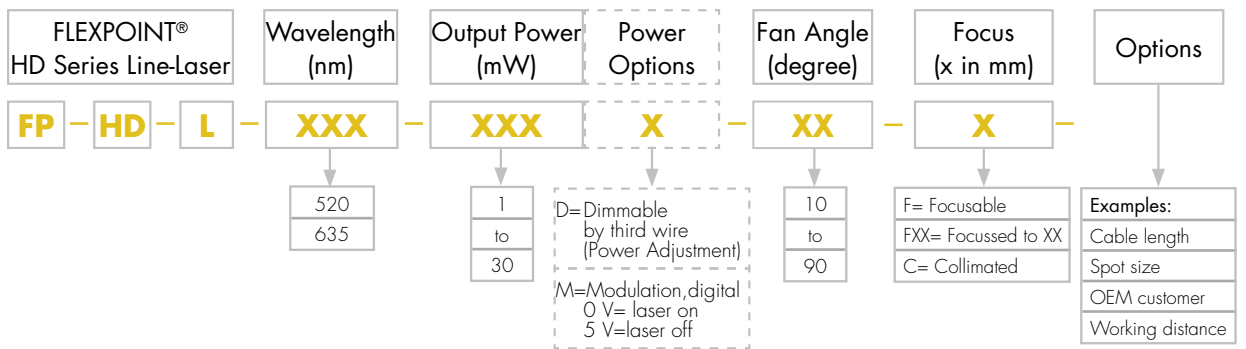 FLEXPOINT®
HD Series Line-Laser
Wavelength
(nm)
Output Power
(mW)
Power
Options
Fan Angle
(degree)
Focus
(x in mm)
Options
FP – HD – L – XXX – XXX X – XX – X –
520
635
1
to
30
D= Dimmable
by third wire
(Power Adjustment)
M=Modulation,digital
0 V= laser on
5 V=laser off
10
to
90
F= Focusable
FXX= Focussed to XX
C= Collimated
Examples:
Cable length
Spot size
OEM customer
Working distance